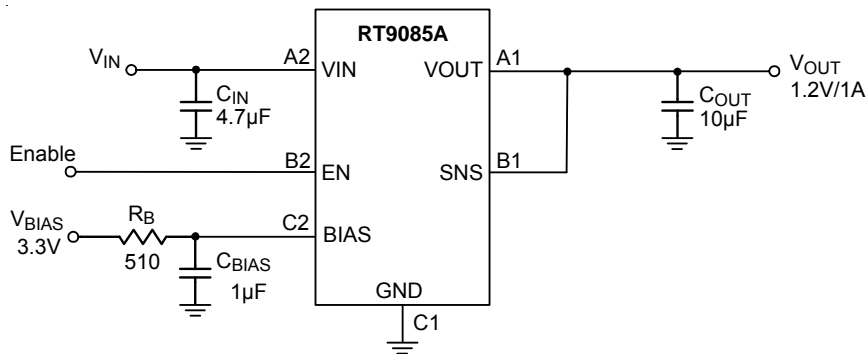 RT9085A
VIN
A2
VIN
VOUT
A1
VOUT
1.2V/1A
CIN
4.7µF
COUT
10µF
Enable
B2
EN
SNS
B1
VBIAS
3.3V
RB
510
C2
BIAS
CBIAS
1µF
GND
C1